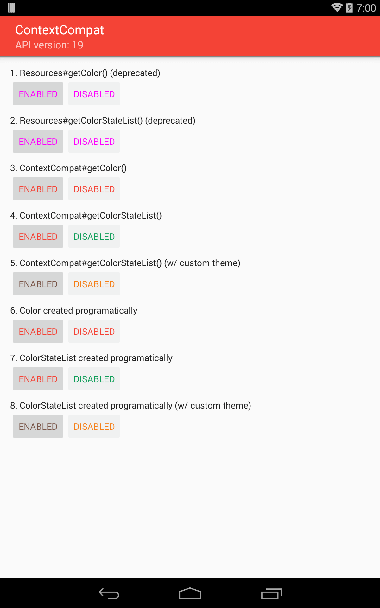 7:00
ContextCompat
API version: 19
1. Resources#getColor() (deprecated)
ENABLED DISABLED
2. Resources#getColorStateList() (deprecated)
ENABLED DISABLED
3. ContextCompat#getColor()
ENABLED DISABLED
4. ContextCompat#getColorStateList()
ENABLED DISABLED
5. ContextCompat#getColorStateList() (w/ custom theme)
ENABLED DISABLED
6. Color created programatically
ENABLED DISABLED
7. ColorStateList created programatically
ENABLED DISABLED
8. ColorStateList created programatically (w/ custom theme)
ENABLED DISABLED